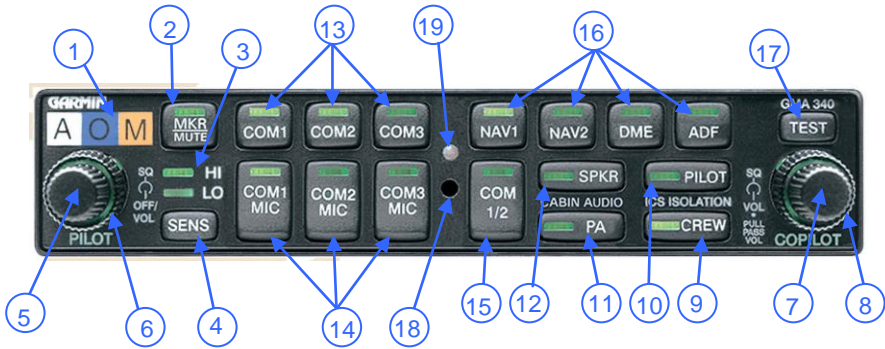 1 2 3 13 19 16 17
GARMIN
GMA 340
A O M
MKR
MUTE
COM1 COM2 COM3 NAV1 NAV2 DME ADF TEST
SQ
OFF/
VOL
HI
LO
COM1
MIC
COM2
MIC
COM3
MIC
COM
1/2
SPKR
PILOT
CABIN AUDIO
ICS ISOLATION
PA
CREW
SENS
SQ
VOL
PULL
PASS
VOL
PILOT
COPILOT
5 6 4 14 18 15 12 11 10 9 7 8